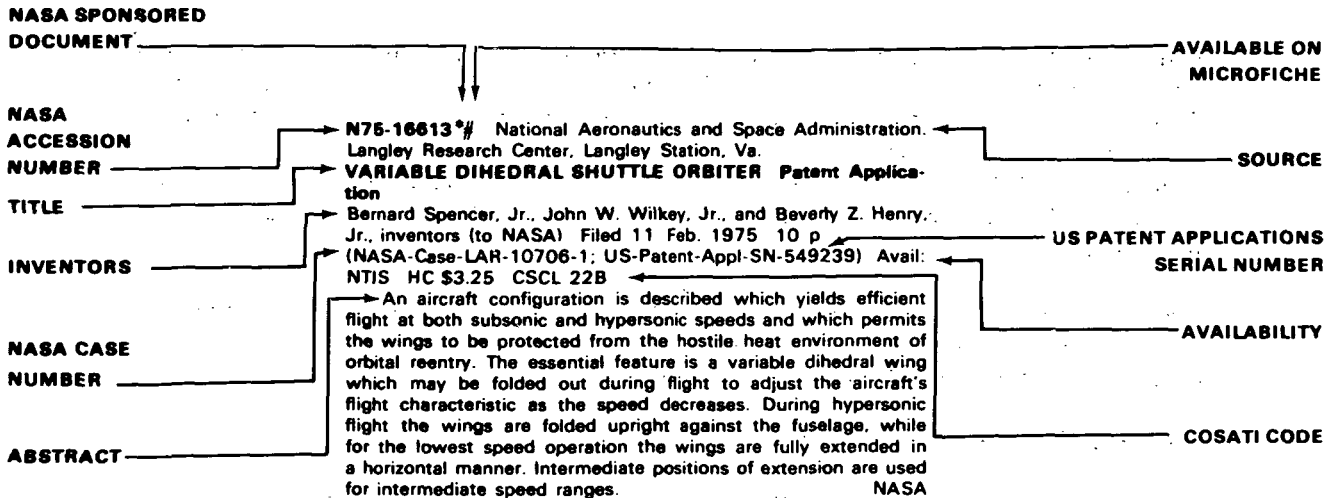 NASA SPONSORED
DOCUMENT
AVAILABLE ON
MICROFICHE
NASA
ACCESSION
NUMBER
N75-16613*# National Aeronautics and Space Administration.
Langley Research Center, Langley Station, Va.
SOURCE
TITLE
VARIABLE DIHEDRAL SHUTTLE ORBITER Patent Applica-
tion
INVENTORS
Bernard Spencer, Jr., John W. Wilkey, Jr., and Beverly Z. Henry,
Jr., inventors (to NASA) Filed 11 Feb. 1975 10 p
US PATENT APPLICATIONS
SERIAL NUMBER
(NASA-Case-LAR-10706-1; US-Patent-Appl-SN-549239) Avail:
NTIS HC $3.25 CSCL 22B
AVAILABILITY
NASA CASE
NUMBER
COSATI CODE
ABSTRACT
An aircraft configuration is described which yields efficient
flight at both subsonic and hypersonic speeds and which permits
the wings to be protected from the hostile heat environment of
orbital reentry. The essential feature is a variable dihedral wing
which may be folded out during flight to adjust the aircraft's
flight characteristic as the speed decreases. During hypersonic
flight the wings are folded upright against the fuselage, while
for the lowest speed operation the wings are fully extended in
a horizontal manner. Intermediate positions of extension are used
for intermediate speed ranges. NASA